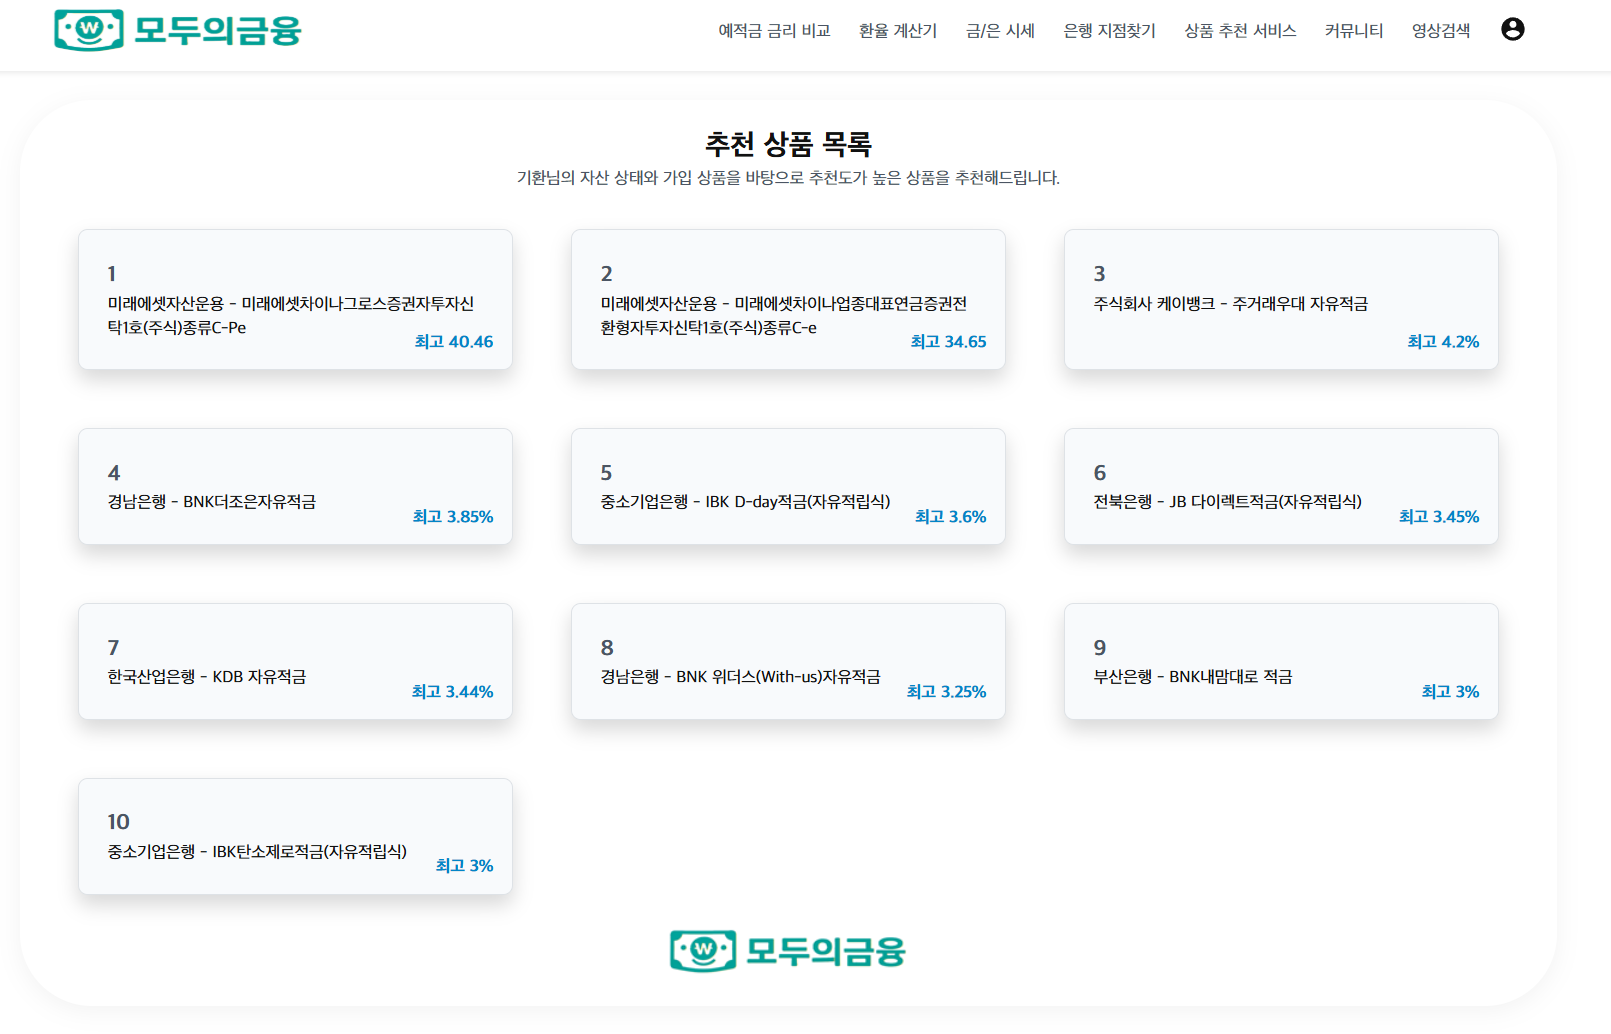 모두의금융
예적금 금리 비교 환율 계산기 금/은 시세 은행 지점찾기 상품 추천 서비스 커뮤니티 영상검색
추천 상품 목록
기환님의 자산 상태와 가입 상품을 바탕으로 추천도가 높은 상품을 추천해드립니다.
1
미래에셋자산운용 - 미래에셋차이나그로스증권자투자신
탁1호(주식)종류C-Pe
최고 40.46
2
미래에셋자산운용 - 미래에셋차이나업종대표연금증권전
환형자투자신탁1호(주식)종류C-e
최고 34.65
3
주식회사 케이뱅크 - 주거래우대 자유적금
최고 4.2%
4
경남은행 - BNK더조은자유적금
최고 3.85%
5
중소기업은행 - IBK D-day적금(자유적립식)
최고 3.6%
6
전북은행 - JB 다이렉트적금(자유적립식)
최고 3.45%
7
한국산업은행 - KDB 자유적금
최고 3.44%
8
경남은행 - BNK 위더스(With-us)자유적금
최고 3.25%
9
부산은행 - BNK내맘대로 적금
최고 3%
10
중소기업은행 - IBK탄소제로적금(자유적립식)
최고 3%
모두의금융